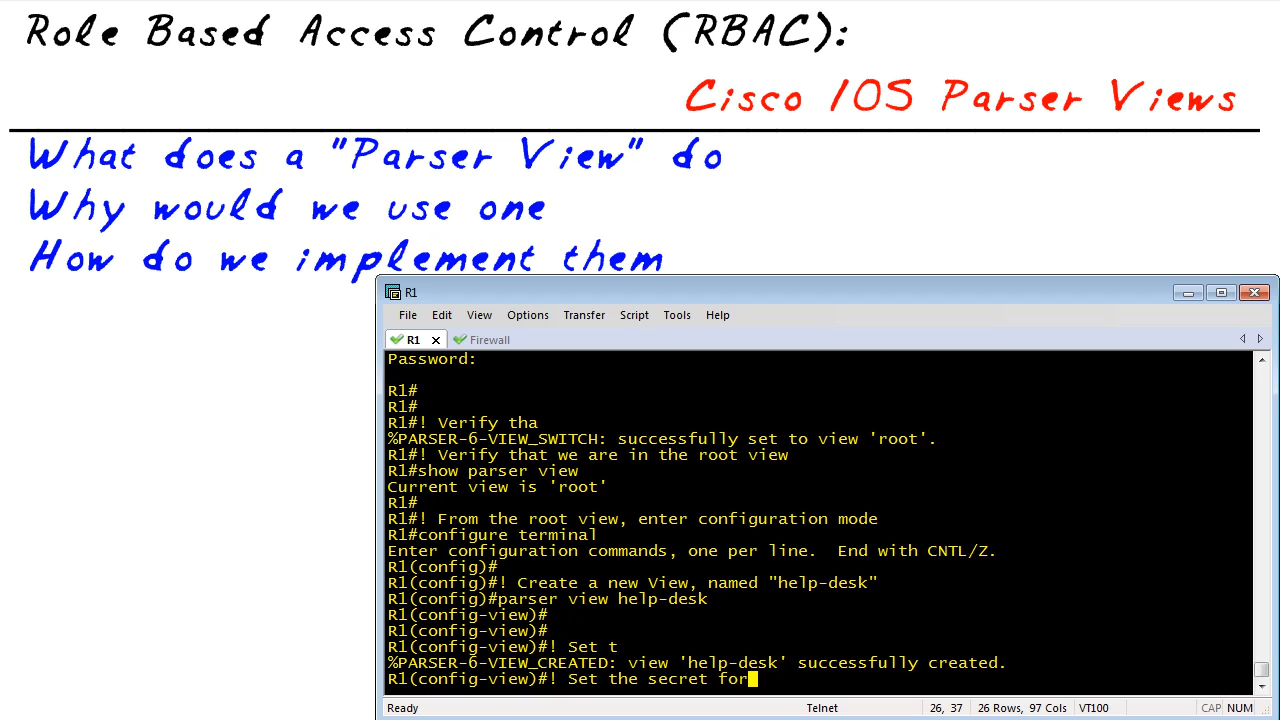 Role Based Access Control (RBAC):
Cisco IOS Parser Views
What does a "Parser View" do
Why would we use one
How do we implement them
R1
File Edit View Options Transfer Script Tools Help
R1 Firewall
Password:
R1#
R1#
R1#! Verify tha
%PARSER-6-VIEW_SWITCH: successfully set to view 'root'.
R1#! Verify that we are in the root view
R1#show parser view
Current view is 'root'
R1#
R1#! From the root view, enter configuration mode
R1#configure terminal
Enter configuration commands, one per line.  End with CNTL/Z.
R1(config)#
R1(config)#! Create a new View, named "help-desk"
R1(config)#parser view help-desk
R1(config-view)#
R1(config-view)#
R1(config-view)#! Set t
%PARSER-6-VIEW_CREATED: view 'help-desk' successfully created.
R1(config-view)#! Set the secret for
Ready Telnet 26, 37 26 Rows, 97 Cols VT100 CAP NUM